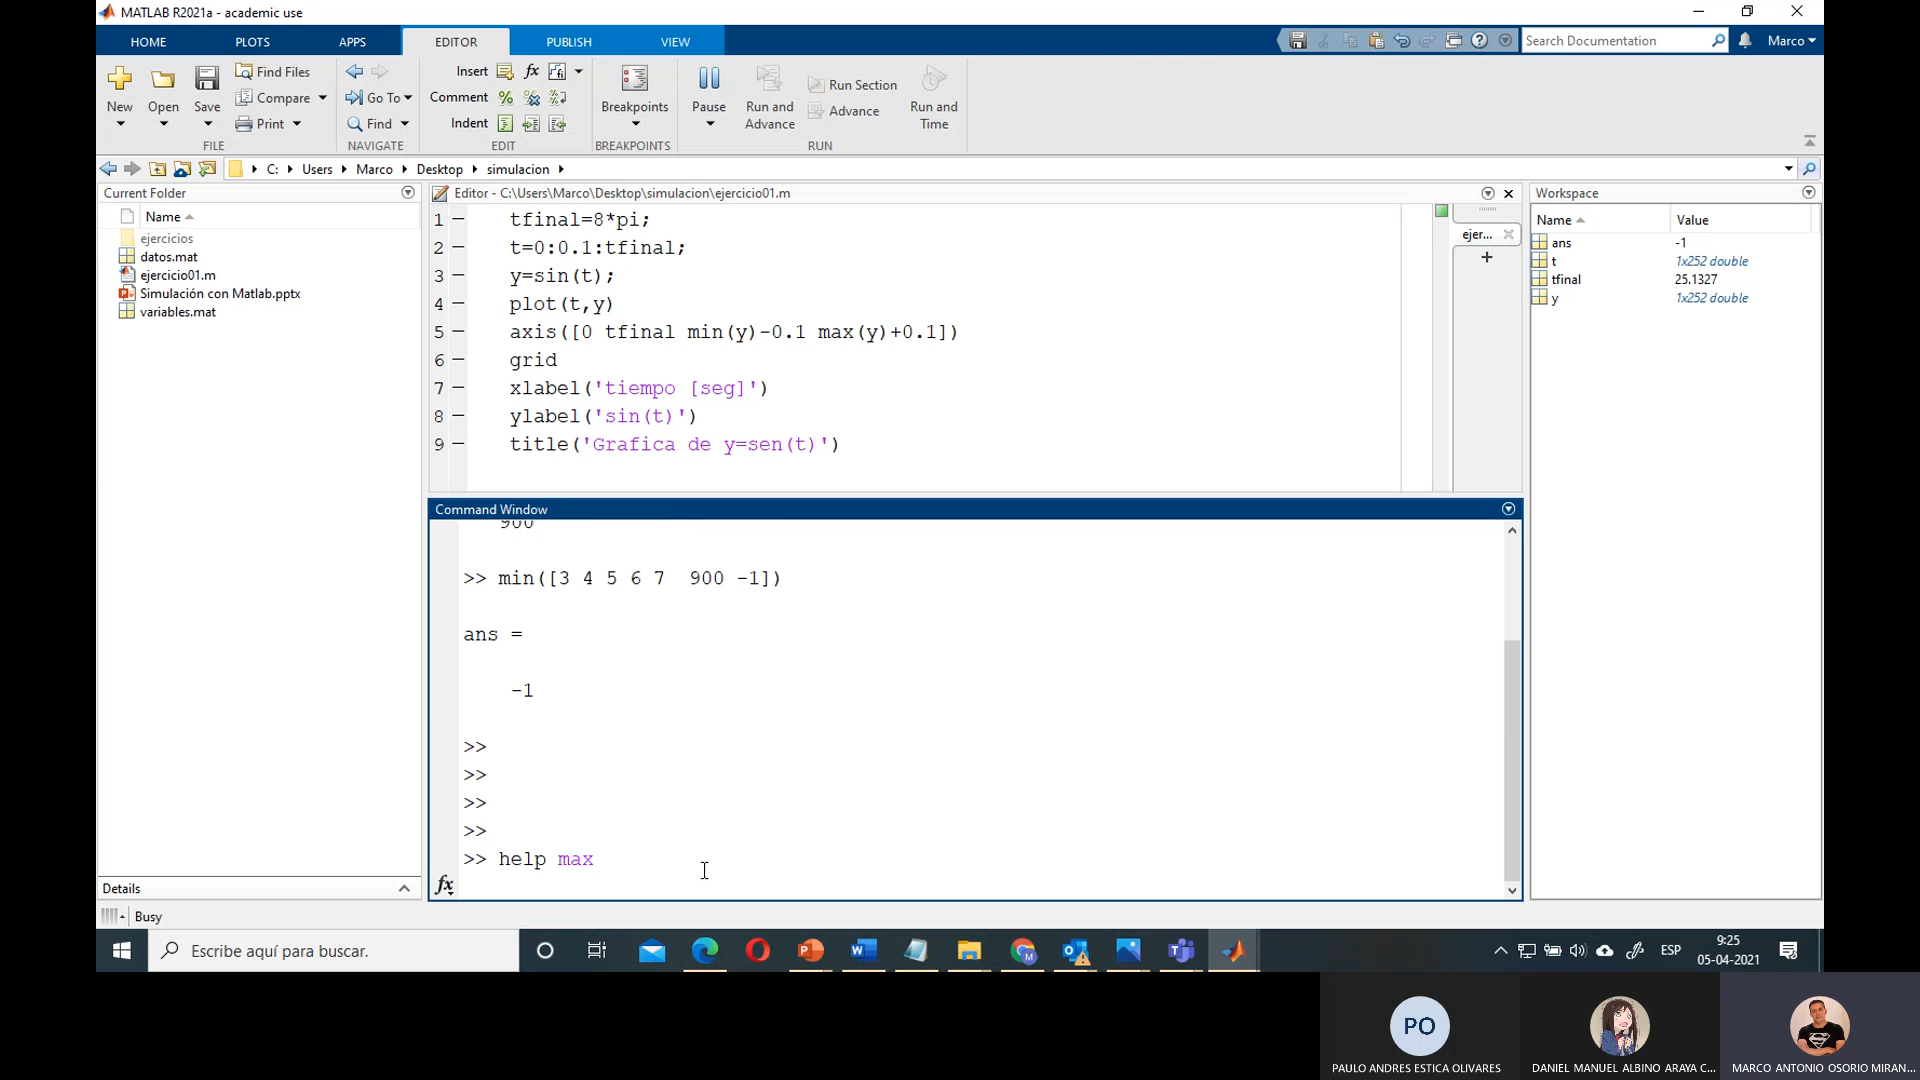 MATLAB R2021a - academic use
HOME PLOTS APPS EDITOR PUBLISH VIEW
Search Documentation
Marco
New Open Save
Find Files
Compare
Print
FILE
Go To
Find
NAVIGATE
Insert fx
Comment % %
Indent
EDIT
Breakpoints
BREAKPOINTS
Pause
Run and
Advance
Run Section
Advance
Run and
Time
RUN
C: Users Marco Desktop simulacion
Current Folder
Name
ejercicios
datos.mat
ejercicio01.m
Simulación con Matlab.pptx
variables.mat
Details
Editor - C:\Users\Marco\Desktop\simulacion\ejercicio01.m
ejer...
1 – tfinal=8*pi;
2 – t=0:0.1:tfinal;
3 – y=sin(t);
4 – plot(t,y)
5 – axis([0 tfinal min(y)-0.1 max(y)+0.1])
6 – grid
7 – xlabel('tiempo [seg]')
8 – ylabel('sin(t)')
9 – title('Grafica de y=sen(t)')
Command Window
900
>> min([3 4 5 6 7  900 -1])
ans =
-1
>>
>>
>>
>>
>> help max
fx
Workspace
Name Value
ans -1
t 1x252 double
tfinal 25.1327
y 1x252 double
Busy
Escribe aquí para buscar.
ESP
9:25
05-04-2021
PO
PAULO ANDRES ESTICA OLIVARES
DANIEL MANUEL ALBINO ARAYA C...
MARCO ANTONIO OSORIO MIRAN...